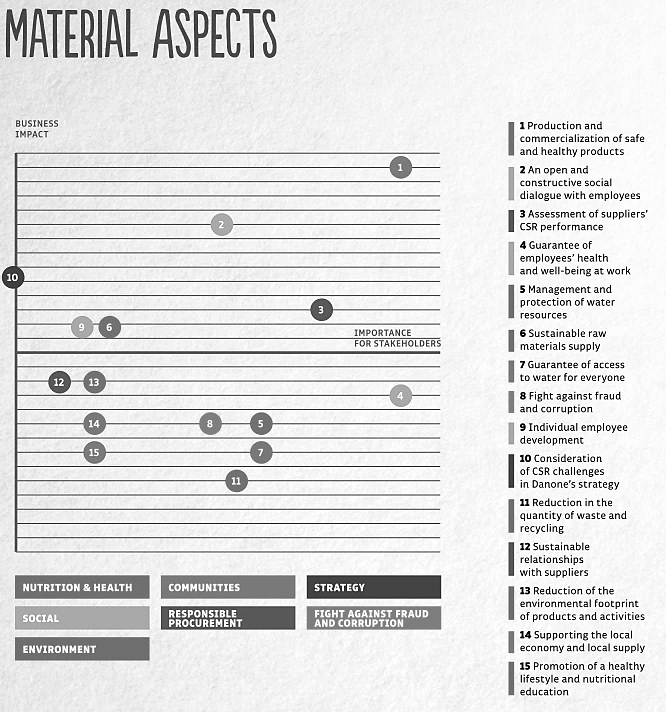 MATERIAL ASPECTS
BUSINESS
IMPACT
1
2
10
3
9
6
IMPORTANCE
FOR STAKEHOLDERS
12
13
4
14
8
5
15
7
11
NUTRITION & HEALTH
COMMUNITIES
STRATEGY
SOCIAL
RESPONSIBLE
PROCUREMENT
FIGHT AGAINST FRAUD
AND CORRUPTION
ENVIRONMENT
1 Production and
commercialization of safe
and healthy products
2 An open and
constructive social
dialogue with employees
3 Assessment of suppliers'
CSR performance
4 Guarantee of
employees' health
and well-being at work
5 Management and
protection of water
resources
6 Sustainable raw
materials supply
7 Guarantee of access
to water for everyone
8 Fight against fraud
and corruption
9 Individual employee
development
10 Consideration
of CSR challenges
in Danone's strategy
11 Reduction in the
quantity of waste and
recycling
12 Sustainable
relationships
with suppliers
13 Reduction of the
environmental footprint
of products and activities
14 Supporting the local
economy and local supply
15 Promotion of a healthy
lifestyle and nutritional
education